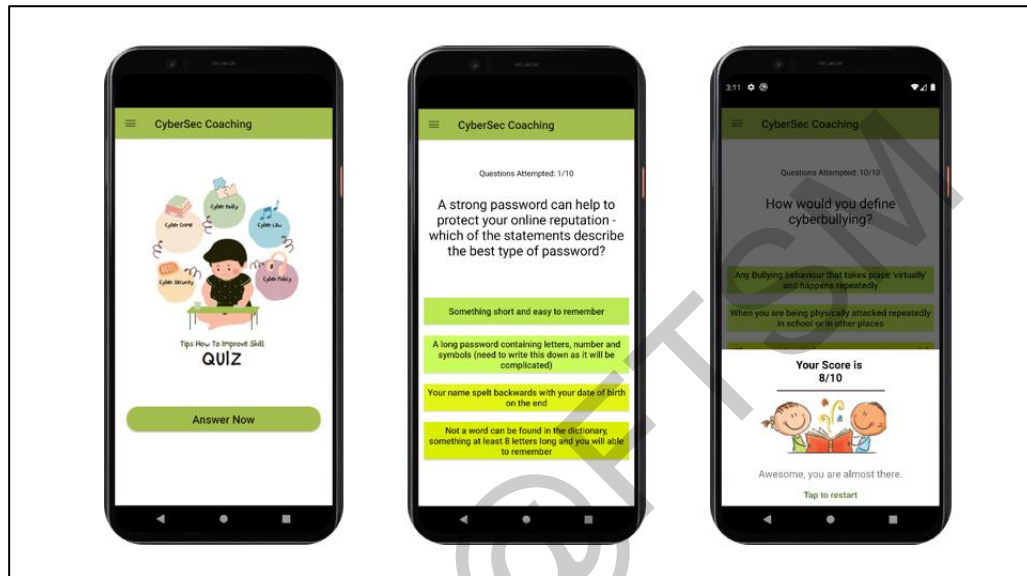 CyberSec Coaching
Cyber Bully
Cyber Crime
Cyber Law
Cyber Security
Cyber Policy
Tips How To Improve Skill
QUIZ
Answer Now
CyberSec Coaching
Questions Attempted: 1/10
A strong password can help to
protect your online reputation -
which of the statements describe
the best type of password?
Something short and easy to remember
A long password containing letters, number and
symbols (need to write this down as it will be
complicated)
Your name spelt backwards with your date of birth
on the end
Not a word can be found in the dictionary,
something at least 8 letters long and you will able
to remember
3:11
CyberSec Coaching
Questions Attempted: 10/10
How would you define
cyberbullying?
Any Bullying behaviour that takes place 'virtually'
and happens repeatedly
When you are being physically attacked repeatedly
in school or in other places
Your Score is
8/10
Awesome, you are almost there.
Tap to restart
@FTSM